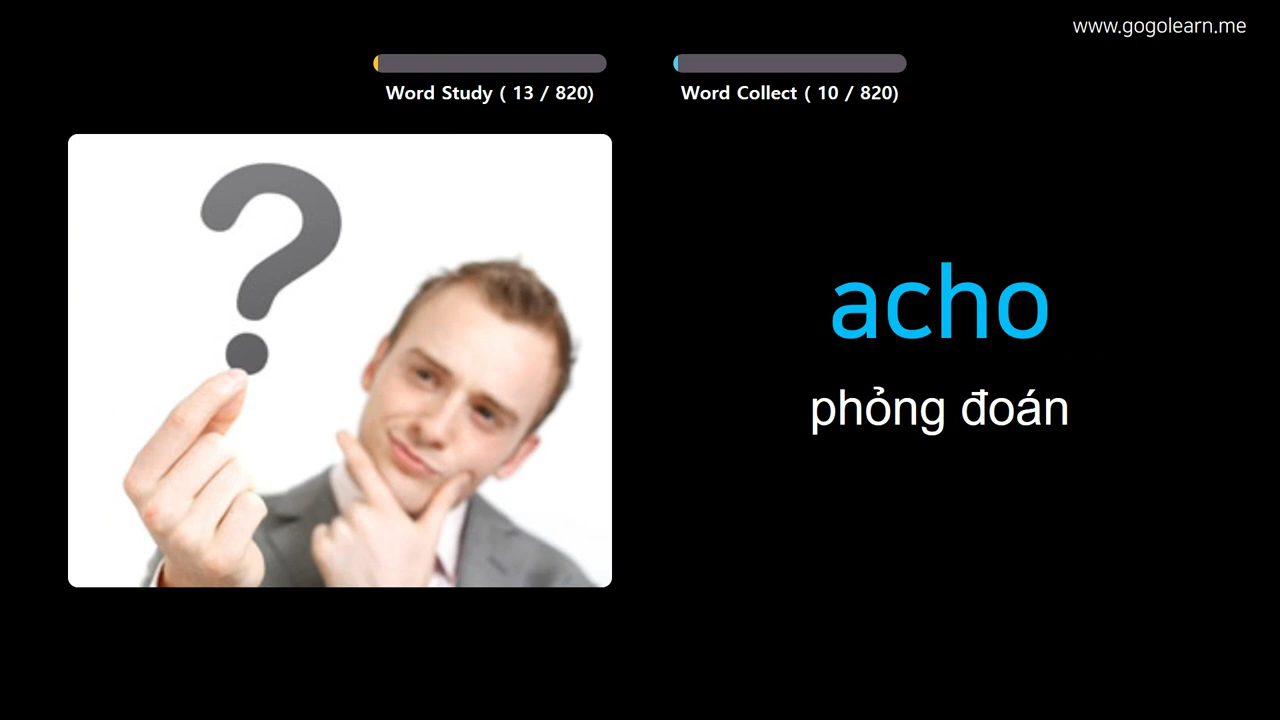 www.gogolearn.me
Word Study ( 13 / 820)
Word Collect ( 10 / 820)
acho
phỏng đoán